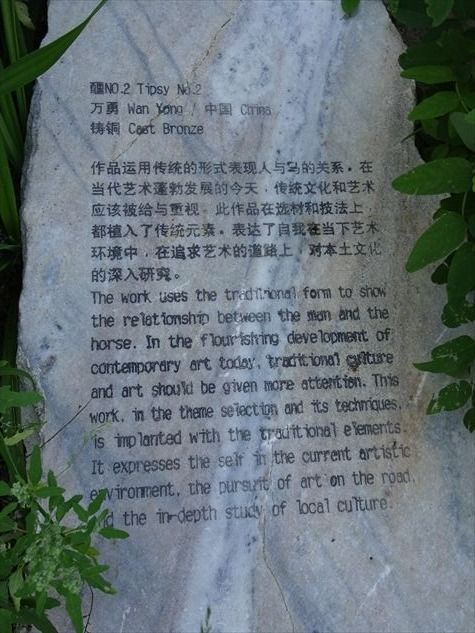 醺NO.2 Tipsy No.2
万勇 Wan Yong / 中国 China
铸铜 Cast Bronze
作品运用传统的形式表现人与马的关系。在
当代艺术蓬勃发展的今天，传统文化和艺术
应该被给与重视。此作品在选材和技法上，
都植入了传统元素。表达了自我在当下艺术
环境中，在追求艺术的道路上，对本土文化
的深入研究。
The work uses the traditional form to show
the relationship between the man and the
horse. In the flourishing development of
contemporary art today, traditional culture
and art should be given more attention. This
work, in the theme selection and its techniques,
is implanted with the traditional elements.
It expresses the self in the current artistic
environment, the pursuit of art on the road,
and the in-depth study of local culture.